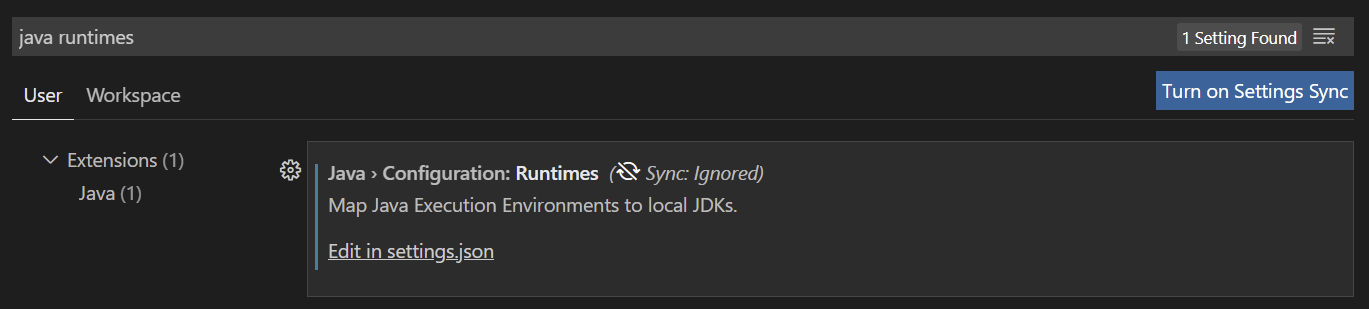 java runtimes
1 Setting Found
User
Workspace
Turn on Settings Sync
Extensions (1)
Java (1)
Java › Configuration: Runtimes (Sync: Ignored)
Map Java Execution Environments to local JDKs.
Edit in settings.json